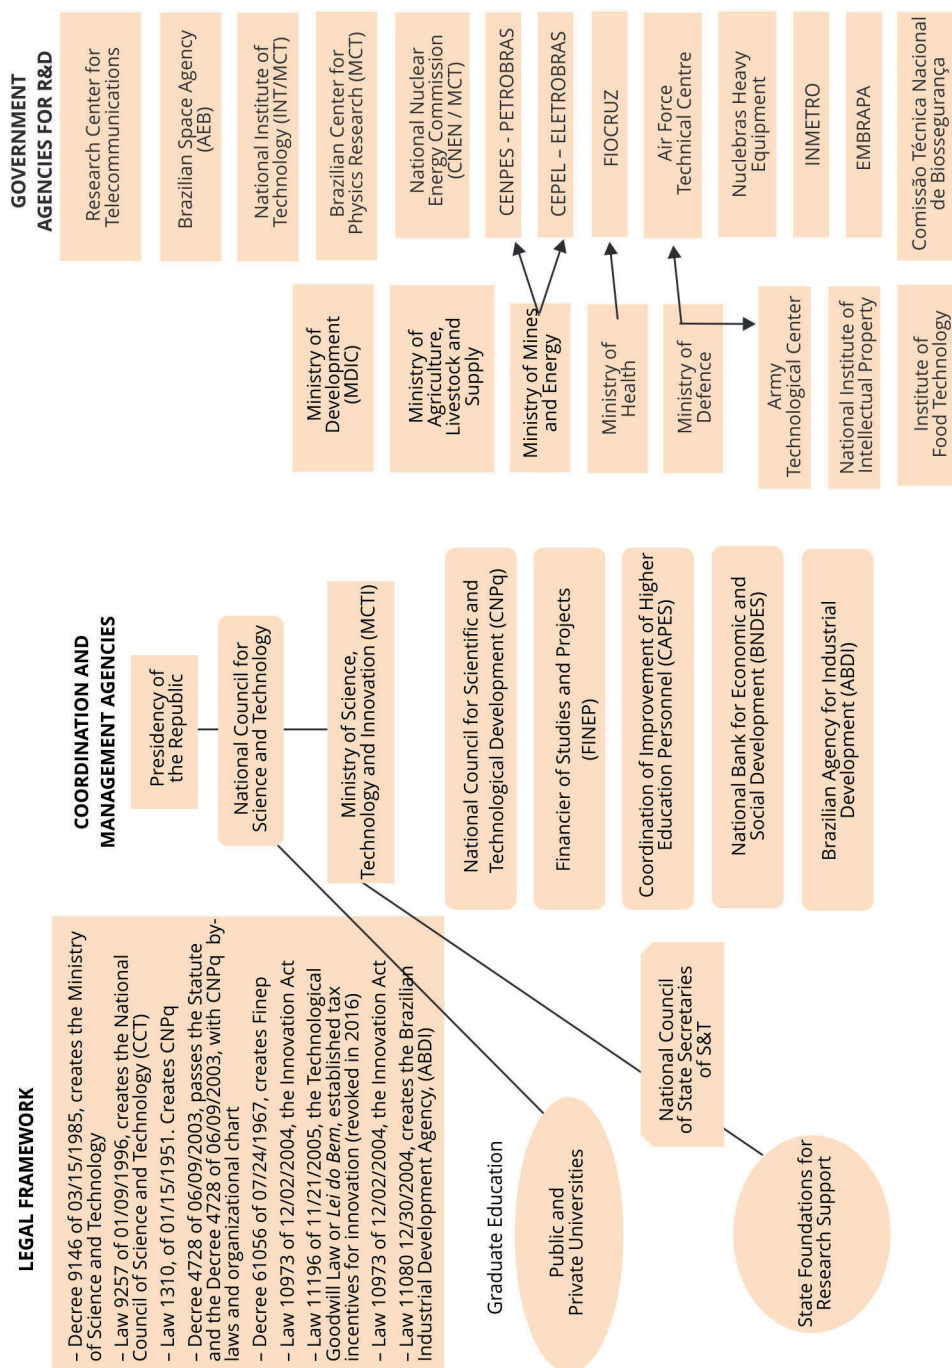 LEGAL FRAMEWORK
– Decree 9146 of 03/15/1985, creates the Ministry
of Science and Technology
– Law 9257 of 01/09/1996, creates the National
Council of Science and Technology (CCT)
– Law 1310, of 01/15/1951. Creates CNPq
– Decree 4728 of 06/09/2003, passes the Statute
and the Decree 4728 of 06/09/2003, with CNPq by-
laws and organizational chart
– Decree 61056 of 07/24/1967, creates Finep
– Law 10973 of 12/02/2004, the Innovation Act
– Law 11196 of 11/21/2005, the Technological
Goodwill Law or Lei do Bem, established tax
incentives for innovation (revoked in 2016)
– Law 10973 of 12/02/2004, the Innovation Act
– Law 11080 12/30/2004, creates the Brazilian
Industrial Development Agency, (ABDI)
Graduate Education
Public and
Private Universities
National Council
of State Secretaries
of S&T
State Foundations for
Research Support
COORDINATION AND
MANAGEMENT AGENCIES
Presidency of
the Republic
National Council for
Science and Technology
Ministry of Science,
Technology and Innovation (MCTI)
National Council for Scientific and
Technological Development (CNPq)
Financier of Studies and Projects
(FINEP)
Coordination of Improvement of Higher
Education Personnel (CAPES)
National Bank for Economic and
Social Development (BNDES)
Brazilian Agency for Industrial
Development (ABDI)
GOVERNMENT
AGENCIES FOR R&D
Ministry of
Development
(MDIC)
Ministry of
Agriculture,
Livestock and
Supply
Ministry of Mines
and Energy
Ministry of
Health
Ministry of
Defence
Army
Technological Center
National Institute of
Intellectual Property
Institute of
Food Technology
Research Center for
Telecommunications
Brazilian Space Agency
(AEB)
National Institute of
Technology (INT/MCT)
Brazilian Center for
Physics Research (MCT)
National Nuclear
Energy Commission
(CNEN / MCT)
CENPES - PETROBRAS
CEPEL – ELETROBRAS
FIOCRUZ
Air Force
Technical Centre
Nuclebras Heavy
Equipment
INMETRO
EMBRAPA
Comissão Técnica Nacional
de Biossegurança